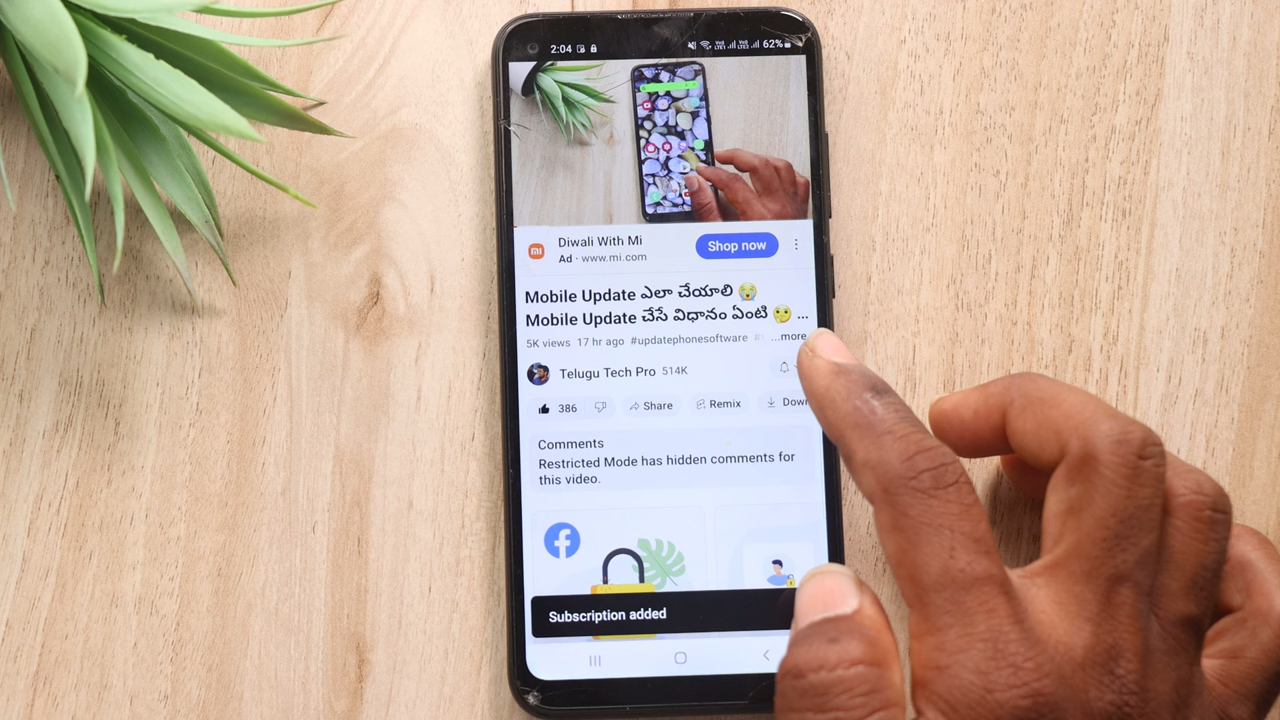 2:04
62%
mi
Diwali With Mi
Ad · www.mi.com
Shop now
Mobile Update ఎలా చేయాలి 😭
Mobile Update చేసే విధానం ఏంటి 🤔 ...
5K views 17 hr ago #updatephonesoftware ...more
Telugu Tech Pro 514K
386 Share Remix
Comments
Restricted Mode has hidden comments for
this video.
Subscription added